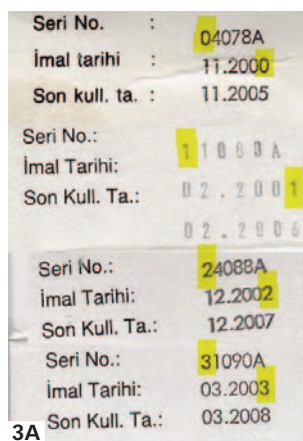 Seri No. : 04078A
İmal tarihi : 11.2000
Son kull. ta. : 11.2005
Seri No.: 11080A
İmal Tarihi: 02.2001
Son Kull. Ta.: 02.2006
Seri No.: 24088A
İmal Tarihi: 12.2002
Son Kull. Ta.: 12.2007
Seri No.: 31090A
İmal Tarihi: 03.2003
Son Kull. Ta.: 03.2008
3A